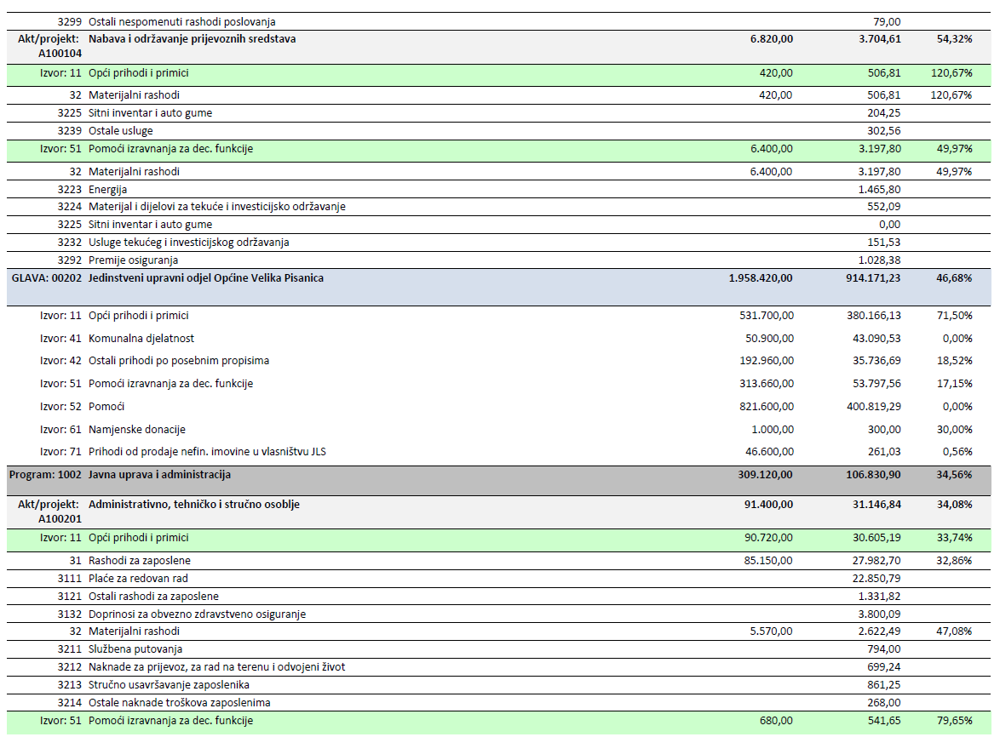 3299 Ostali nespomenuti rashodi poslovanja 79,00
Akt/projekt: Nabava i održavanje prijevoznih sredstava 6.820,00 3.704,61 54,32%
A100104
Izvor: 11 Opći prihodi i primici 420,00 506,81 120,67%
32 Materijalni rashodi 420,00 506,81 120,67%
3225 Sitni inventar i auto gume 204,25
3239 Ostale usluge 302,56
Izvor: 51 Pomoći izravnanja za dec. funkcije 6.400,00 3.197,80 49,97%
32 Materijalni rashodi 6.400,00 3.197,80 49,97%
3223 Energija 1.465,80
3224 Materijal i dijelovi za tekuće i investicijsko održavanje 552,09
3225 Sitni inventar i auto gume 0,00
3232 Usluge tekućeg i investicijskog održavanja 151,53
3292 Premije osiguranja 1.028,38
GLAVA: 00202 Jedinstveni upravni odjel Općine Velika Pisanica 1.958.420,00 914.171,23 46,68%
Izvor: 11 Opći prihodi i primici 531.700,00 380.166,13 71,50%
Izvor: 41 Komunalna djelatnost 50.900,00 43.090,53 0,00%
Izvor: 42 Ostali prihodi po posebnim propisima 192.960,00 35.736,69 18,52%
Izvor: 51 Pomoći izravnanja za dec. funkcije 313.660,00 53.797,56 17,15%
Izvor: 52 Pomoći 821.600,00 400.819,29 0,00%
Izvor: 61 Namjenske donacije 1.000,00 300,00 30,00%
Izvor: 71 Prihodi od prodaje nefin. imovine u vlasništvu JLS 46.600,00 261,03 0,56%
Program: 1002 Javna uprava i administracija 309.120,00 106.830,90 34,56%
Akt/projekt: Administrativno, tehničko i stručno osoblje 91.400,00 31.146,84 34,08%
A100201
Izvor: 11 Opći prihodi i primici 90.720,00 30.605,19 33,74%
31 Rashodi za zaposlene 85.150,00 27.982,70 32,86%
3111 Plaće za redovan rad 22.850,79
3121 Ostali rashodi za zaposlene 1.331,82
3132 Doprinosi za obvezno zdravstveno osiguranje 3.800,09
32 Materijalni rashodi 5.570,00 2.622,49 47,08%
3211 Službena putovanja 794,00
3212 Naknade za prijevoz, za rad na terenu i odvojeni život 699,24
3213 Stručno usavršavanje zaposlenika 861,25
3214 Ostale naknade troškova zaposlenima 268,00
Izvor: 51 Pomoći izravnanja za dec. funkcije 680,00 541,65 79,65%